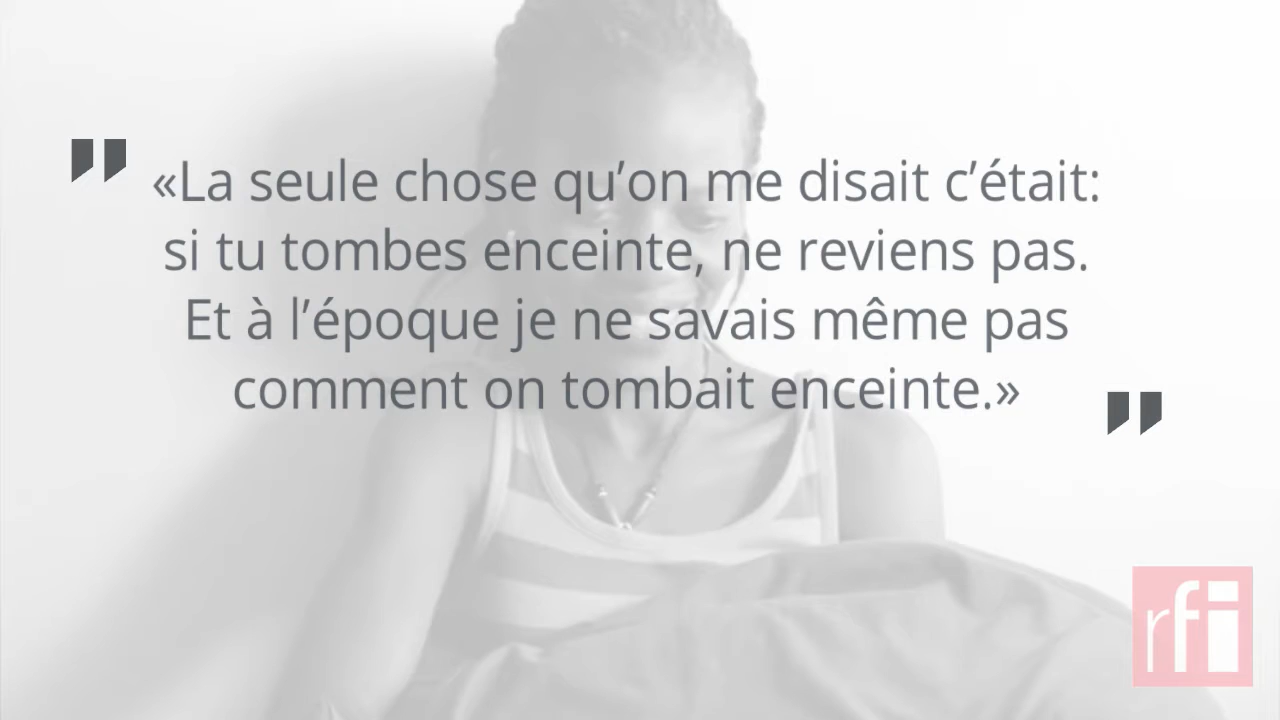 «La seule chose qu’on me disait c’était:
si tu tombes enceinte, ne reviens pas.
Et à l’époque je ne savais même pas
comment on tombait enceinte.»
rfi